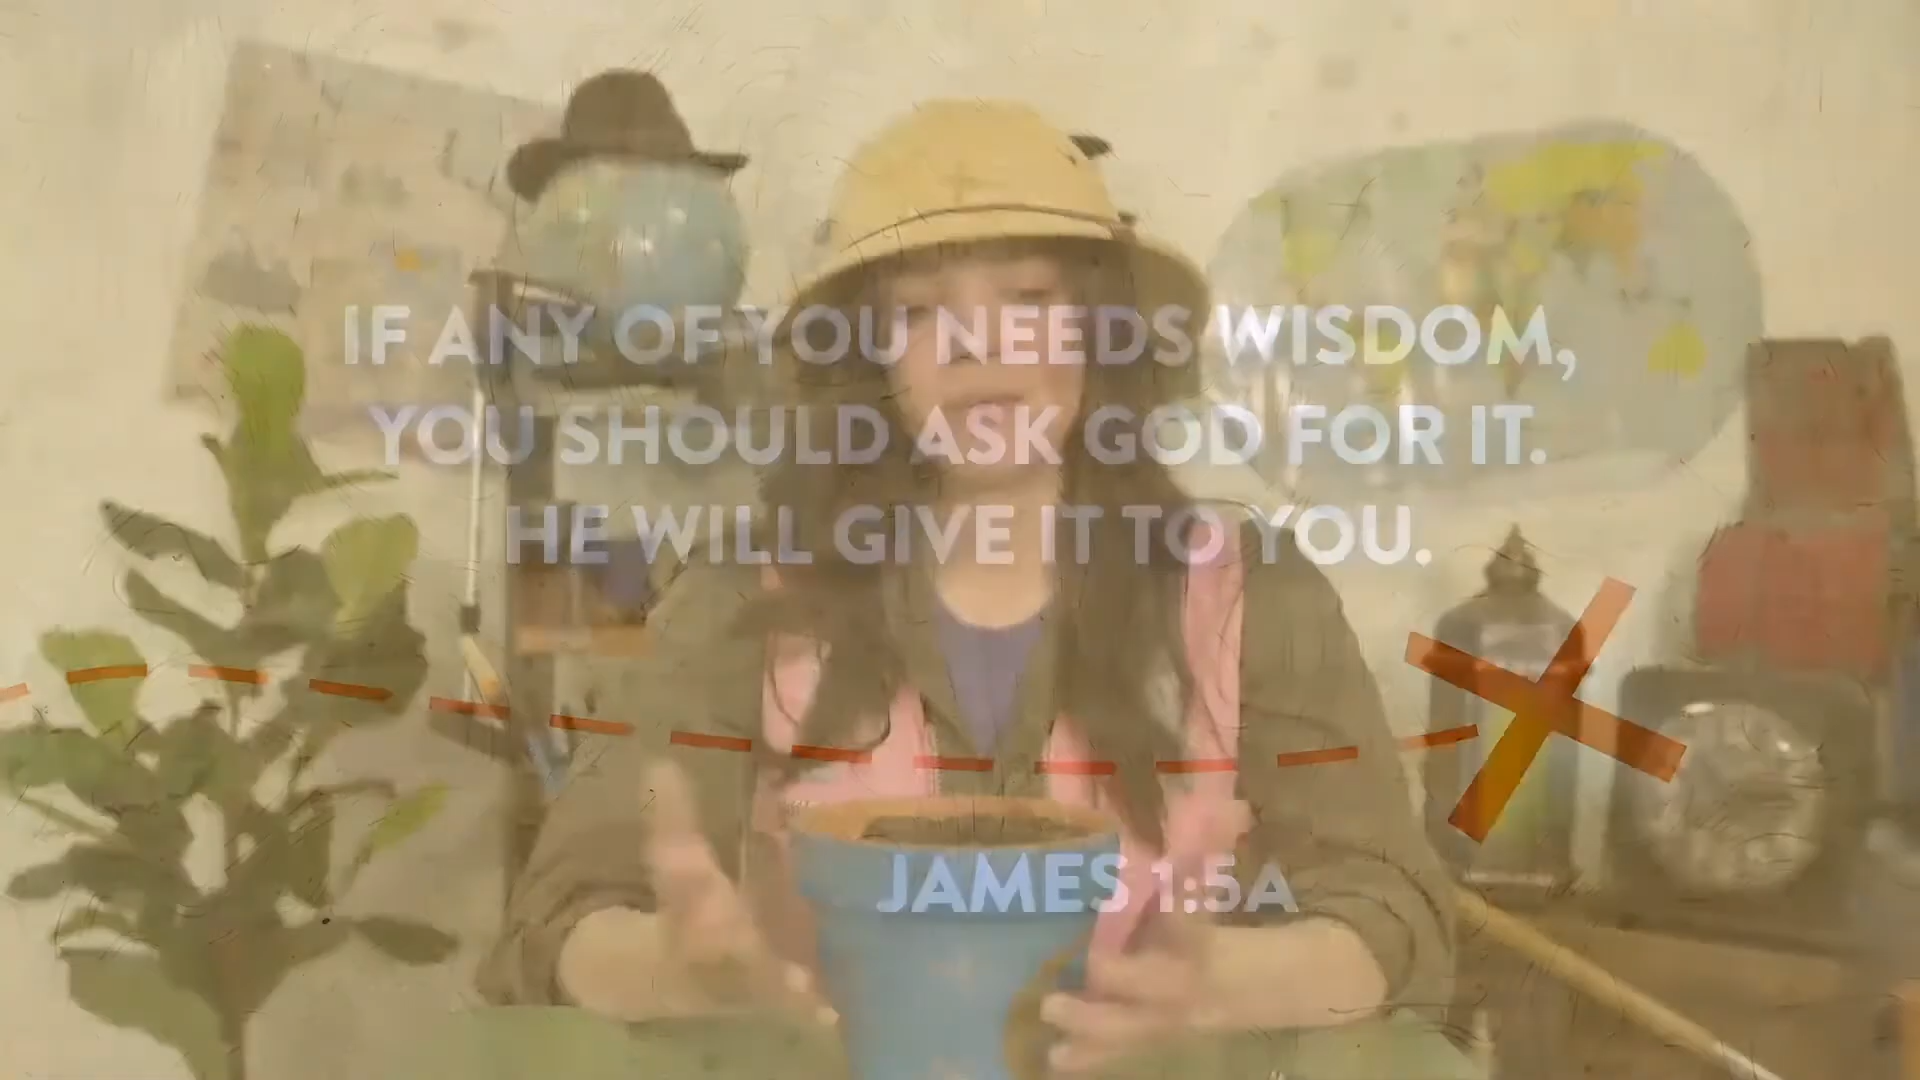 IF ANY OF YOU NEEDS WISDOM,
YOU SHOULD ASK GOD FOR IT.
HE WILL GIVE IT TO YOU.
JAMES 1:5A